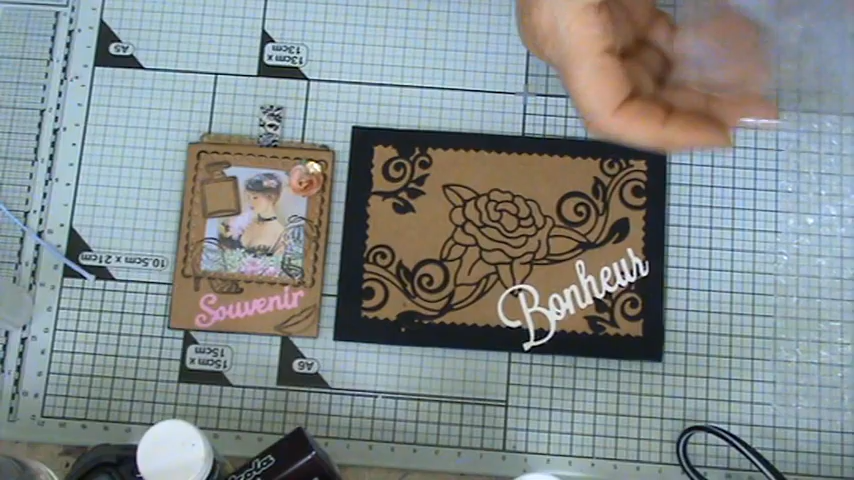 A5
13cm x
13cm
10.5cm x 21cm
Souvenir
Bonheur
15cm x
15cm
A6